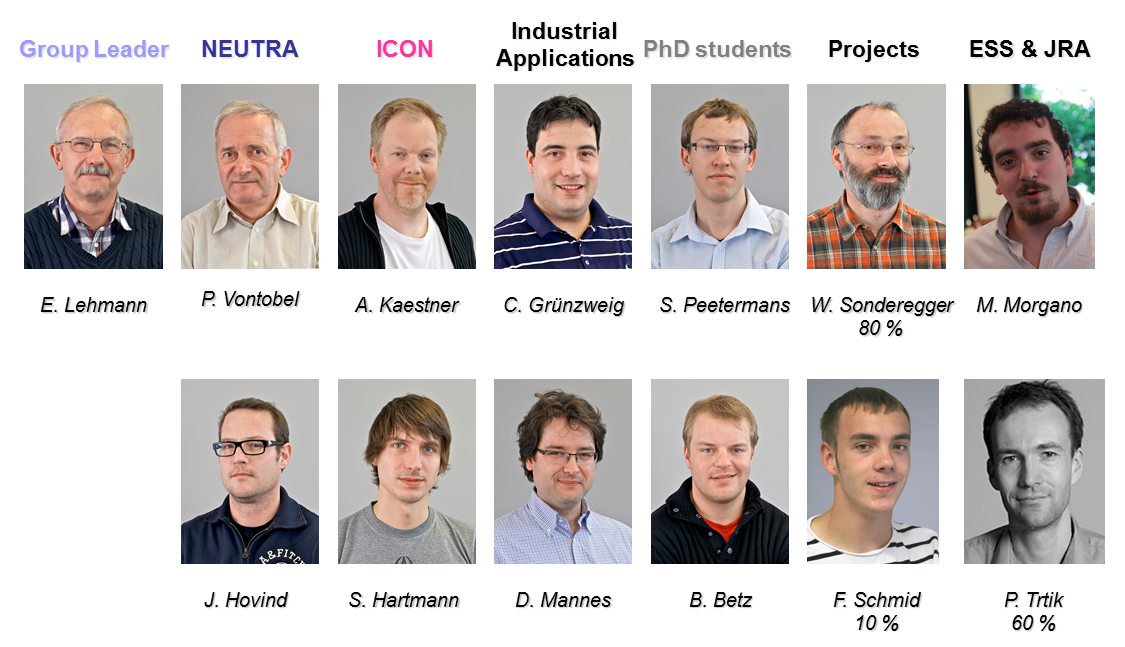 Group Leader
NEUTRA
ICON
Industrial
Applications
PhD students
Projects
ESS & JRA
E. Lehmann
P. Vontobel
A. Kaestner
C. Grünzweig
S. Peetermans
W. Sonderegger
80 %
M. Morgano
A&FITCH
J. Hovind
S. Hartmann
D. Mannes
B. Betz
F. Schmid
10 %
P. Trtik
60 %